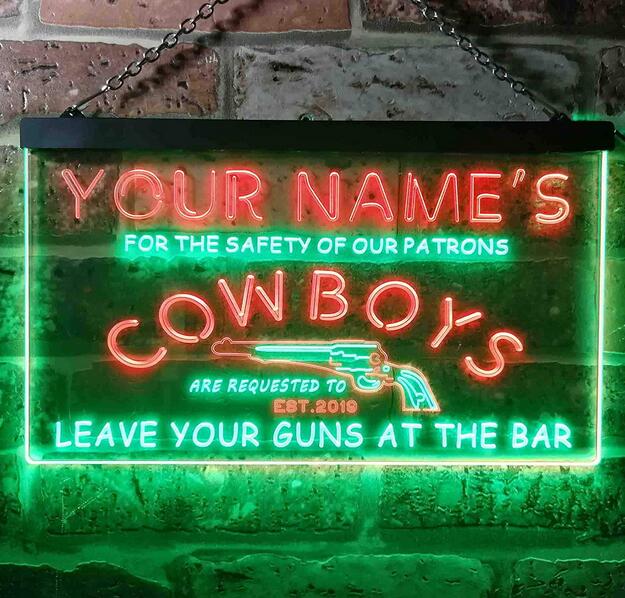 YOUR NAME'S
FOR THE SAFETY OF OUR PATRONS
COWBOYS
ARE REQUESTED TO
EST.2019
LEAVE YOUR GUNS AT THE BAR